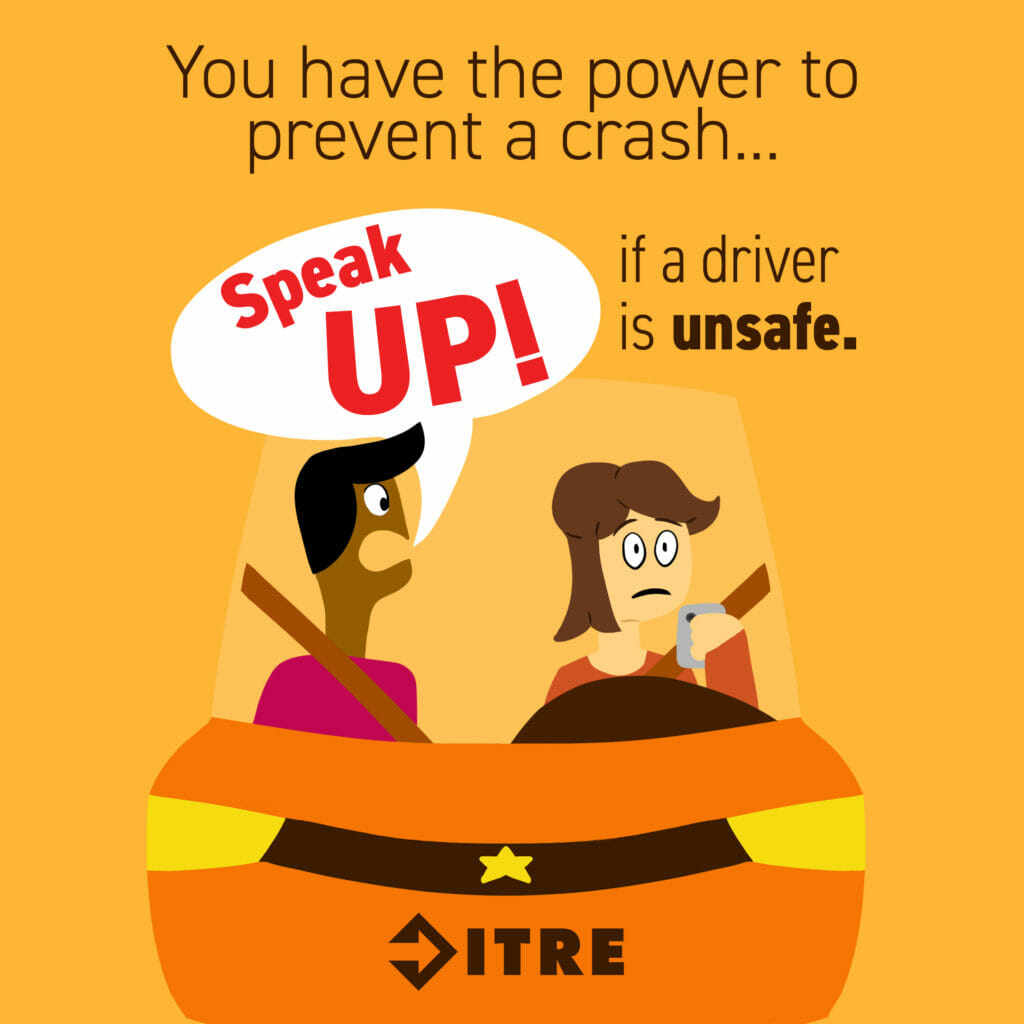 You have the power to
prevent a crash...
Speak
UP!
if a driver
is unsafe.
ITRE